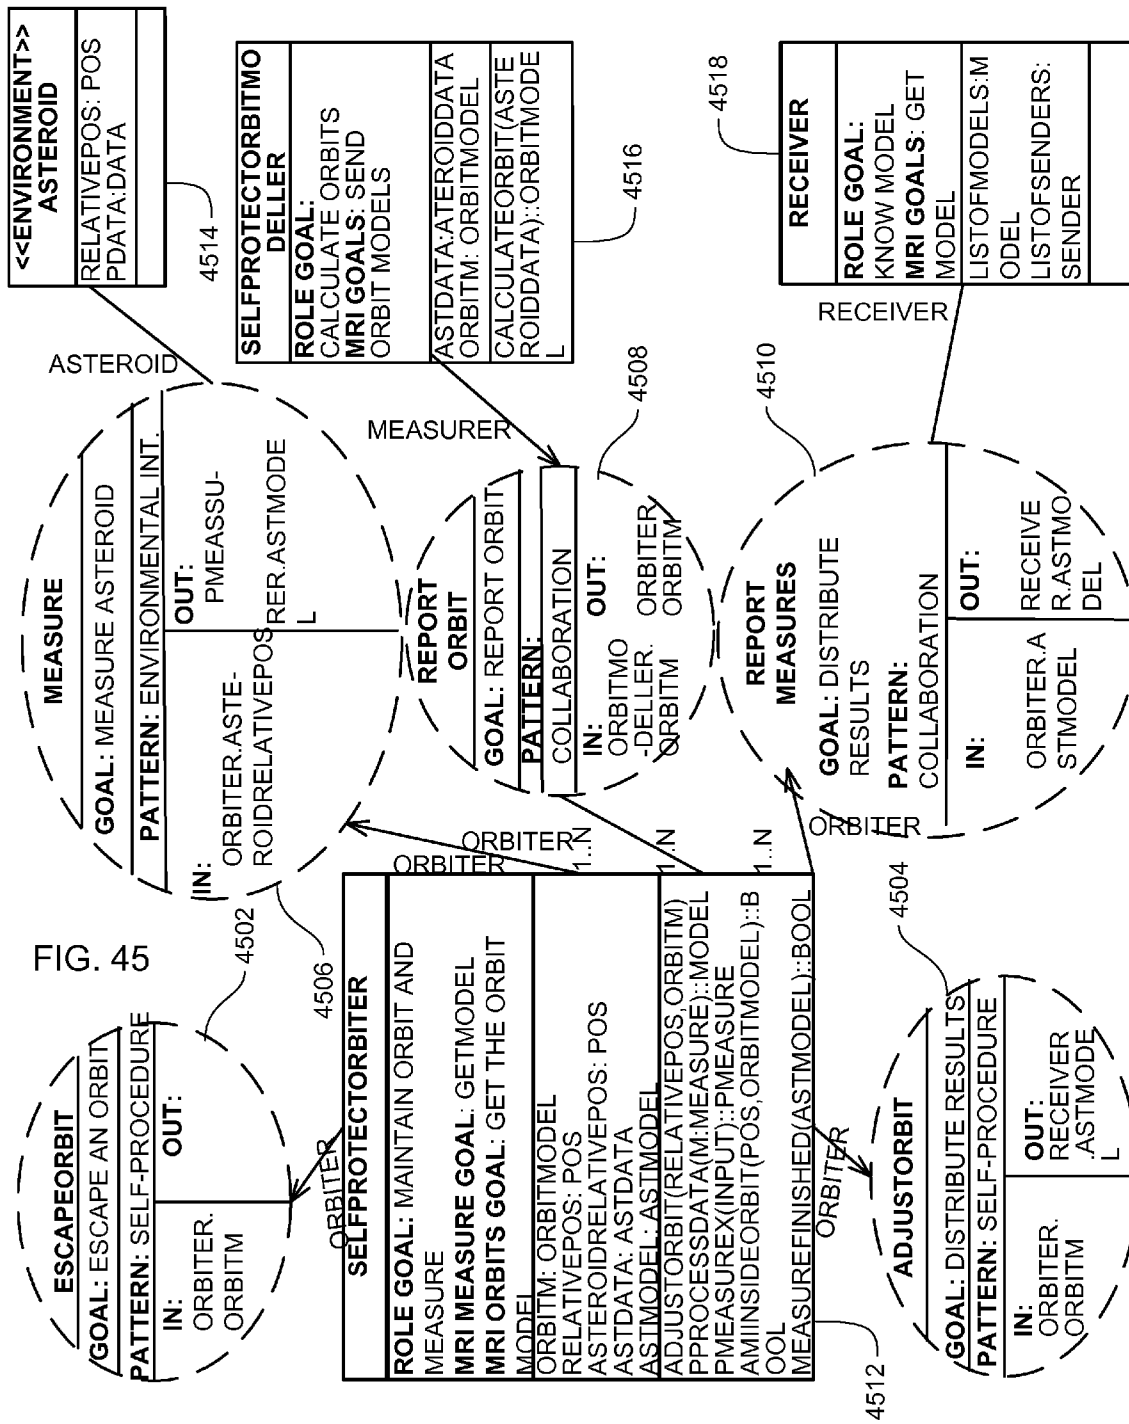 FIG. 45
ESCAPEORBIT
GOAL: ESCAPE AN ORBIT
PATTERN: SELF-PROCEDURE
IN:
ORBITER.
ORBITM
OUT:
4502
ORBITER
MEASURE
GOAL: MEASURE ASTEROID
PATTERN: ENVIRONMENTAL INT.
IN:
ORBITER.ASTE-
ROIDRELATIVEPOS
OUT:
PMEASSU-
RER.ASTMODE
L
4506
ASTEROID
<<ENVIRONMENT>>
ASTEROID
RELATIVEPOS: POS
PDATA:DATA
4514
SELFPROTECTORBITER
ROLE GOAL: MAINTAIN ORBIT AND
MEASURE
MRI MEASURE GOAL: GETMODEL
MRI ORBITS GOAL: GET THE ORBIT
MODEL
ORBITM: ORBITMODEL
RELATIVEPOS: POS
ASTEROIDRELATIVEPOS: POS
ASTDATA: ASTDATA
ASTMODEL: ASTMODEL
ADJUSTORBIT(RELATIVEPOS,ORBITM)
PPROCESSDATA(M:MEASURE)::MODEL
PMEASUREX(INPUT)::PMEASURE
AMIINSIDEORBIT(POS,ORBITMODEL)::B
OOL
MEASUREFINISHED(ASTMODEL)::BOOL
4512
ORBITER
ORBITER
1..N
1..N
ORBITER
1..N
ORBITER
REPORT
ORBIT
GOAL: REPORT ORBIT
PATTERN:
COLLABORATION
IN:
ORBITMO
-DELLER.
ORBITM
OUT:
ORBITER
ORBITM
4508
MEASURER
SELFPROTECTORBITMO
DELLER
ROLE GOAL:
CALCULATE ORBITS
MRI GOALS: SEND
ORBIT MODELS
ASTDATA:ATEROIDDATA
ORBITM: ORBITMODEL
CALCULATEORBIT(ASTE
ROIDDATA)::ORBITMODE
L
4516
ADJUSTORBIT
GOAL: DISTRIBUTE RESULTS
PATTERN: SELF-PROCEDURE
IN:
ORBITER.
ORBITM
OUT:
RECEIVER
.ASTMODE
L
4504
REPORT
MEASURES
GOAL: DISTRIBUTE
RESULTS
PATTERN:
COLLABORATION
IN:
ORBITER.A
STMODEL
OUT:
RECEIVE
R.ASTMO
DEL
4510
RECEIVER
RECEIVER
ROLE GOAL:
KNOW MODEL
MRI GOALS: GET
MODEL
LISTOFMODELS:M
ODEL
LISTOFSENDERS:
SENDER
4518